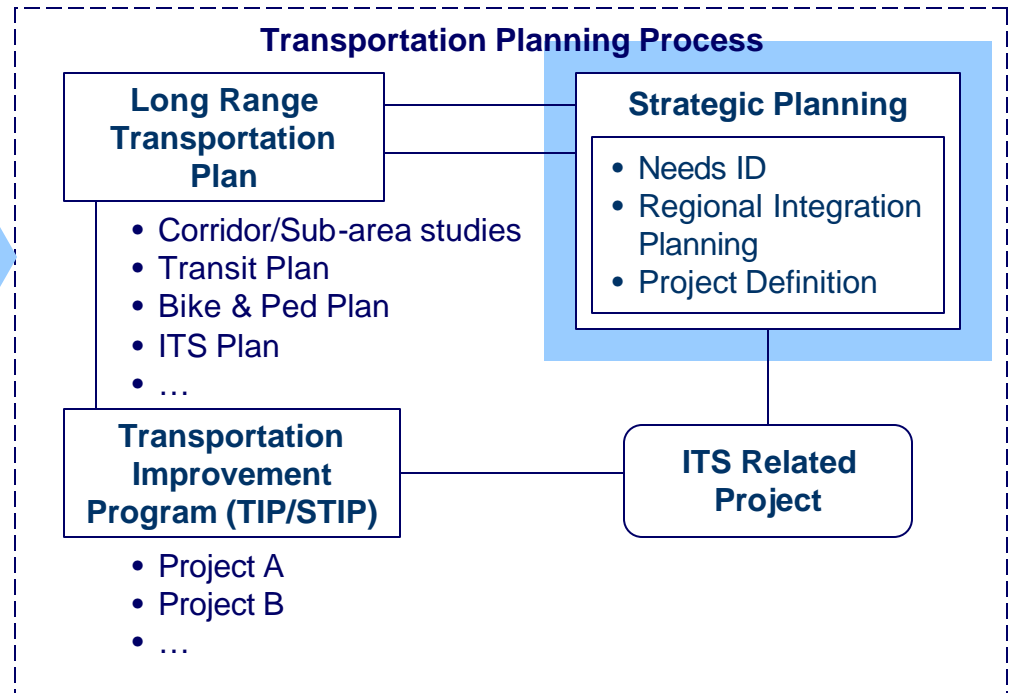 Transportation Planning Process
Long Range
Transportation
Plan
• Corridor/Sub-area studies
• Transit Plan
• Bike & Ped Plan
• ITS Plan
• …
Strategic Planning
• Needs ID
• Regional Integration
Planning
• Project Definition
Transportation
Improvement
Program (TIP/STIP)
• Project A
• Project B
• …
ITS Related
Project